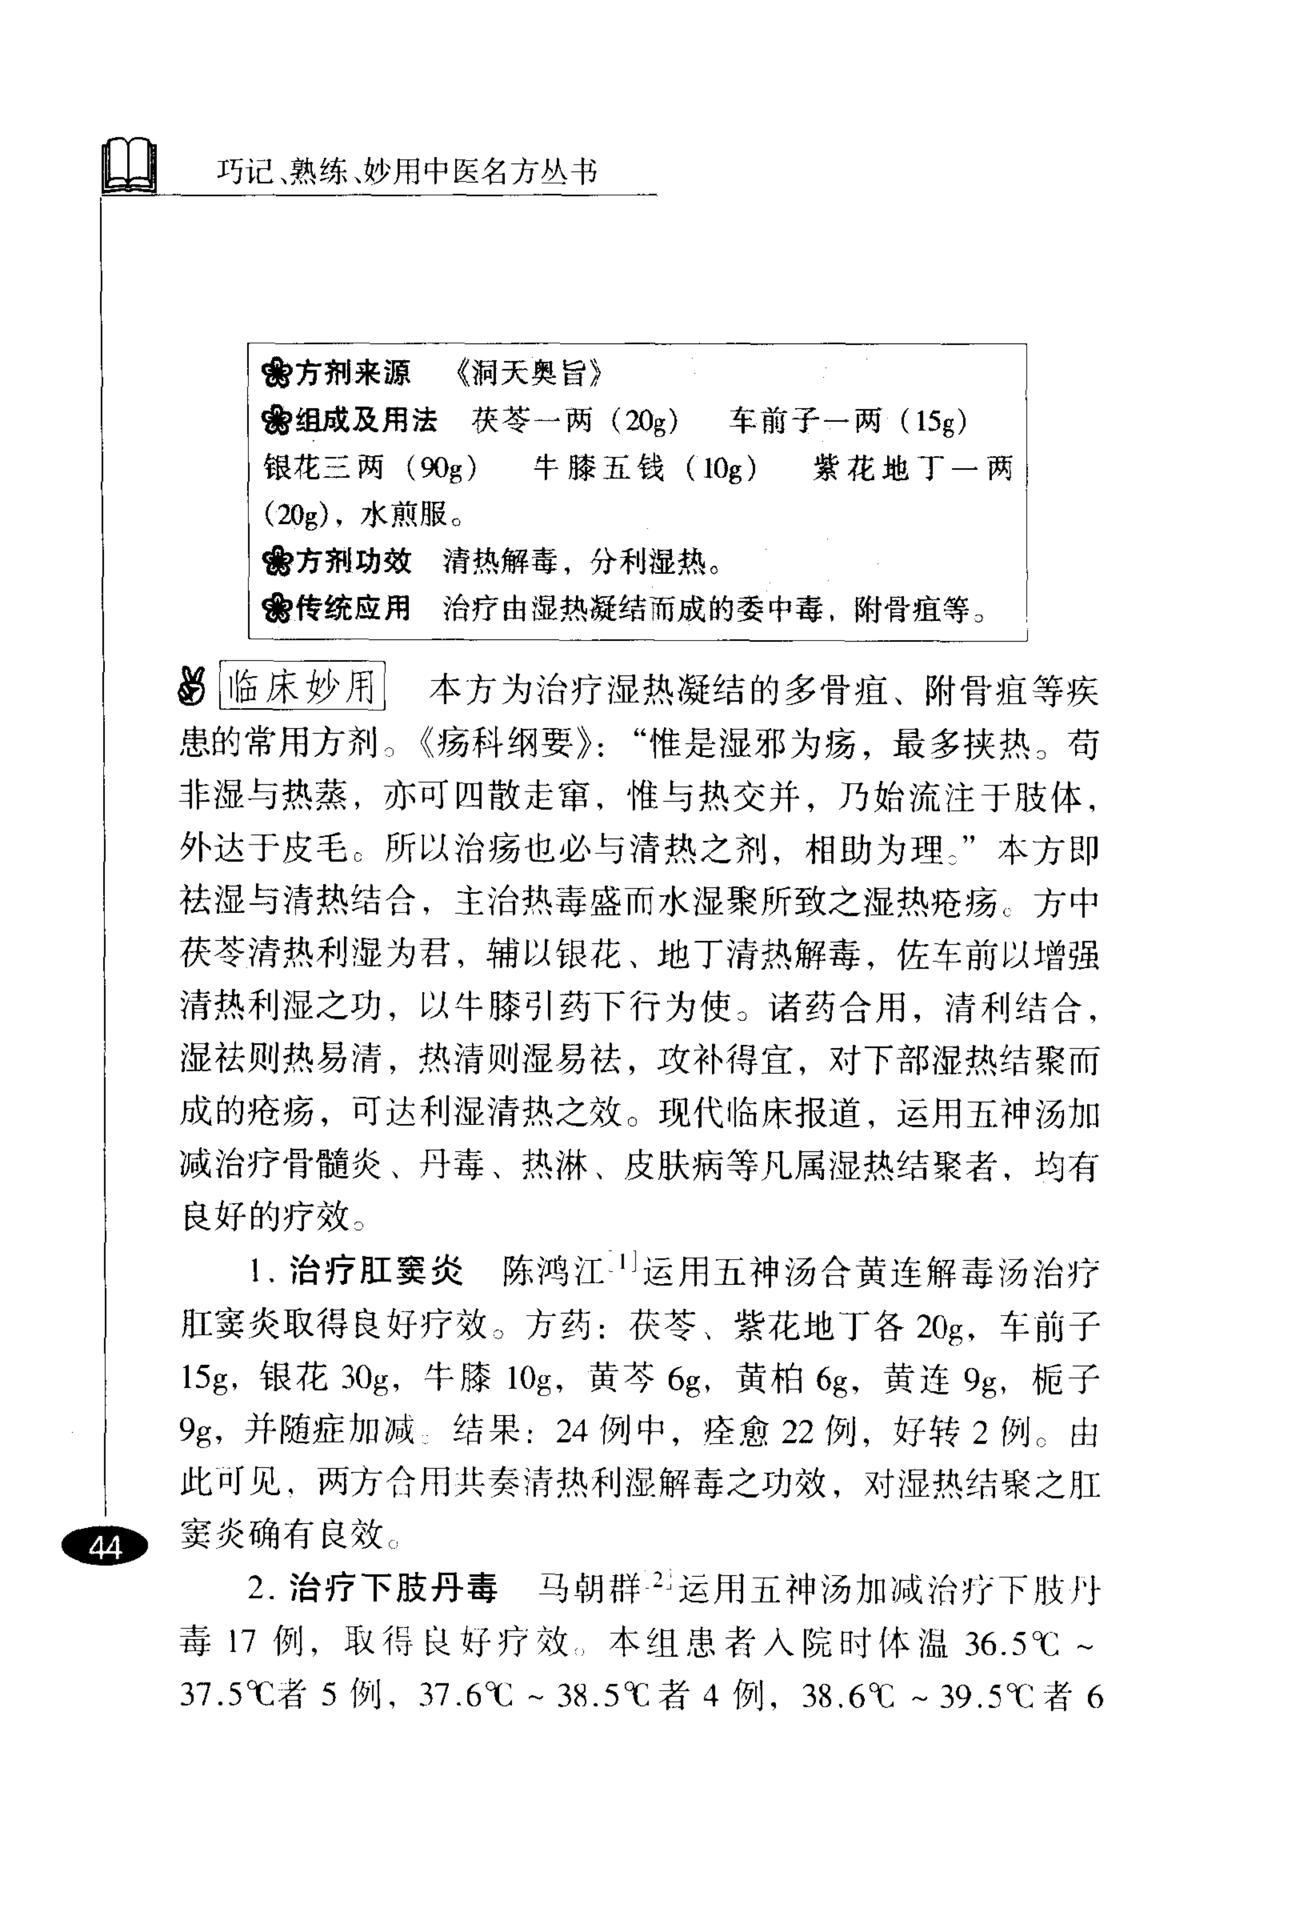 巧记、熟练、妙用中医名方丛书
方剂来源 《洞天奥旨》
组成及用法 茯苓一两（20g） 车前子一两（15g）
银花三两（90g） 牛膝五钱（10g） 紫花地丁一两
（20g），水煎服。
方剂功效 清热解毒，分利湿热。
传统应用 治疗由湿热凝结而成的委中毒，附骨疽等。
临床妙用 本方为治疗湿热凝结的多骨疽、附骨疽等疾
患的常用方剂。《疡科纲要》：“惟是湿邪为疡，最多挟热。苟
非湿与热蒸，亦可四散走窜，惟与热交并，乃始流注于肢体，
外达于皮毛。所以治疡也必与清热之剂，相助为理。”本方即
祛湿与清热结合，主治热毒盛而水湿聚所致之湿热疮疡。方中
茯苓清热利湿为君，辅以银花、地丁清热解毒，佐车前以增强
清热利湿之功，以牛膝引药下行为使。诸药合用，清利结合，
湿祛则热易清，热清则湿易祛，攻补得宜，对下部湿热结聚而
成的疮疡，可达利湿清热之效。现代临床报道，运用五神汤加
减治疗骨髓炎、丹毒、热淋、皮肤病等凡属湿热结聚者，均有
良好的疗效。
1. 治疗肛窦炎 陈鸿江[1]运用五神汤合黄连解毒汤治疗
肛窦炎取得良好疗效。方药：茯苓、紫花地丁各 20g，车前子
15g，银花 30g，牛膝 10g，黄芩 6g，黄柏 6g，黄连 9g，栀子
9g，并随症加减。结果：24 例中，痊愈 22 例，好转 2 例。由
此可见，两方合用共奏清热利湿解毒之功效，对湿热结聚之肛
窦炎确有良效。
44
2. 治疗下肢丹毒 马朝群[2]运用五神汤加减治疗下肢丹
毒 17 例，取得良好疗效。本组患者入院时体温 36.5℃ ~
37.5℃者 5 例，37.6℃ ~ 38.5℃者 4 例，38.6℃ ~ 39.5℃者 6